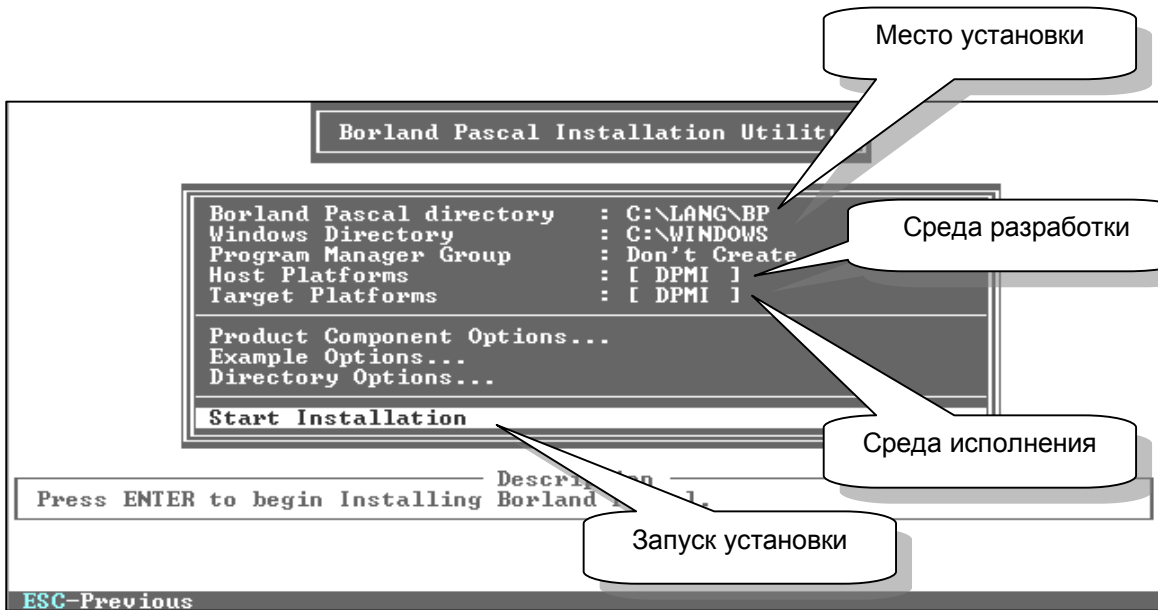 Место установки
Borland Pascal Installation Utilit
Borland Pascal directory : C:\LANG\BP
Windows Directory : C:\WINDOWS
Среда разработки
Program Manager Group : Don't Create
Host Platforms : [ DPMI ]
Target Platforms : [ DPMI ]
Product Component Options...
Example Options...
Directory Options...
Start Installation
Среда исполнения
Press ENTER to begin Installing Borland
Запуск установки
ESC-Previous